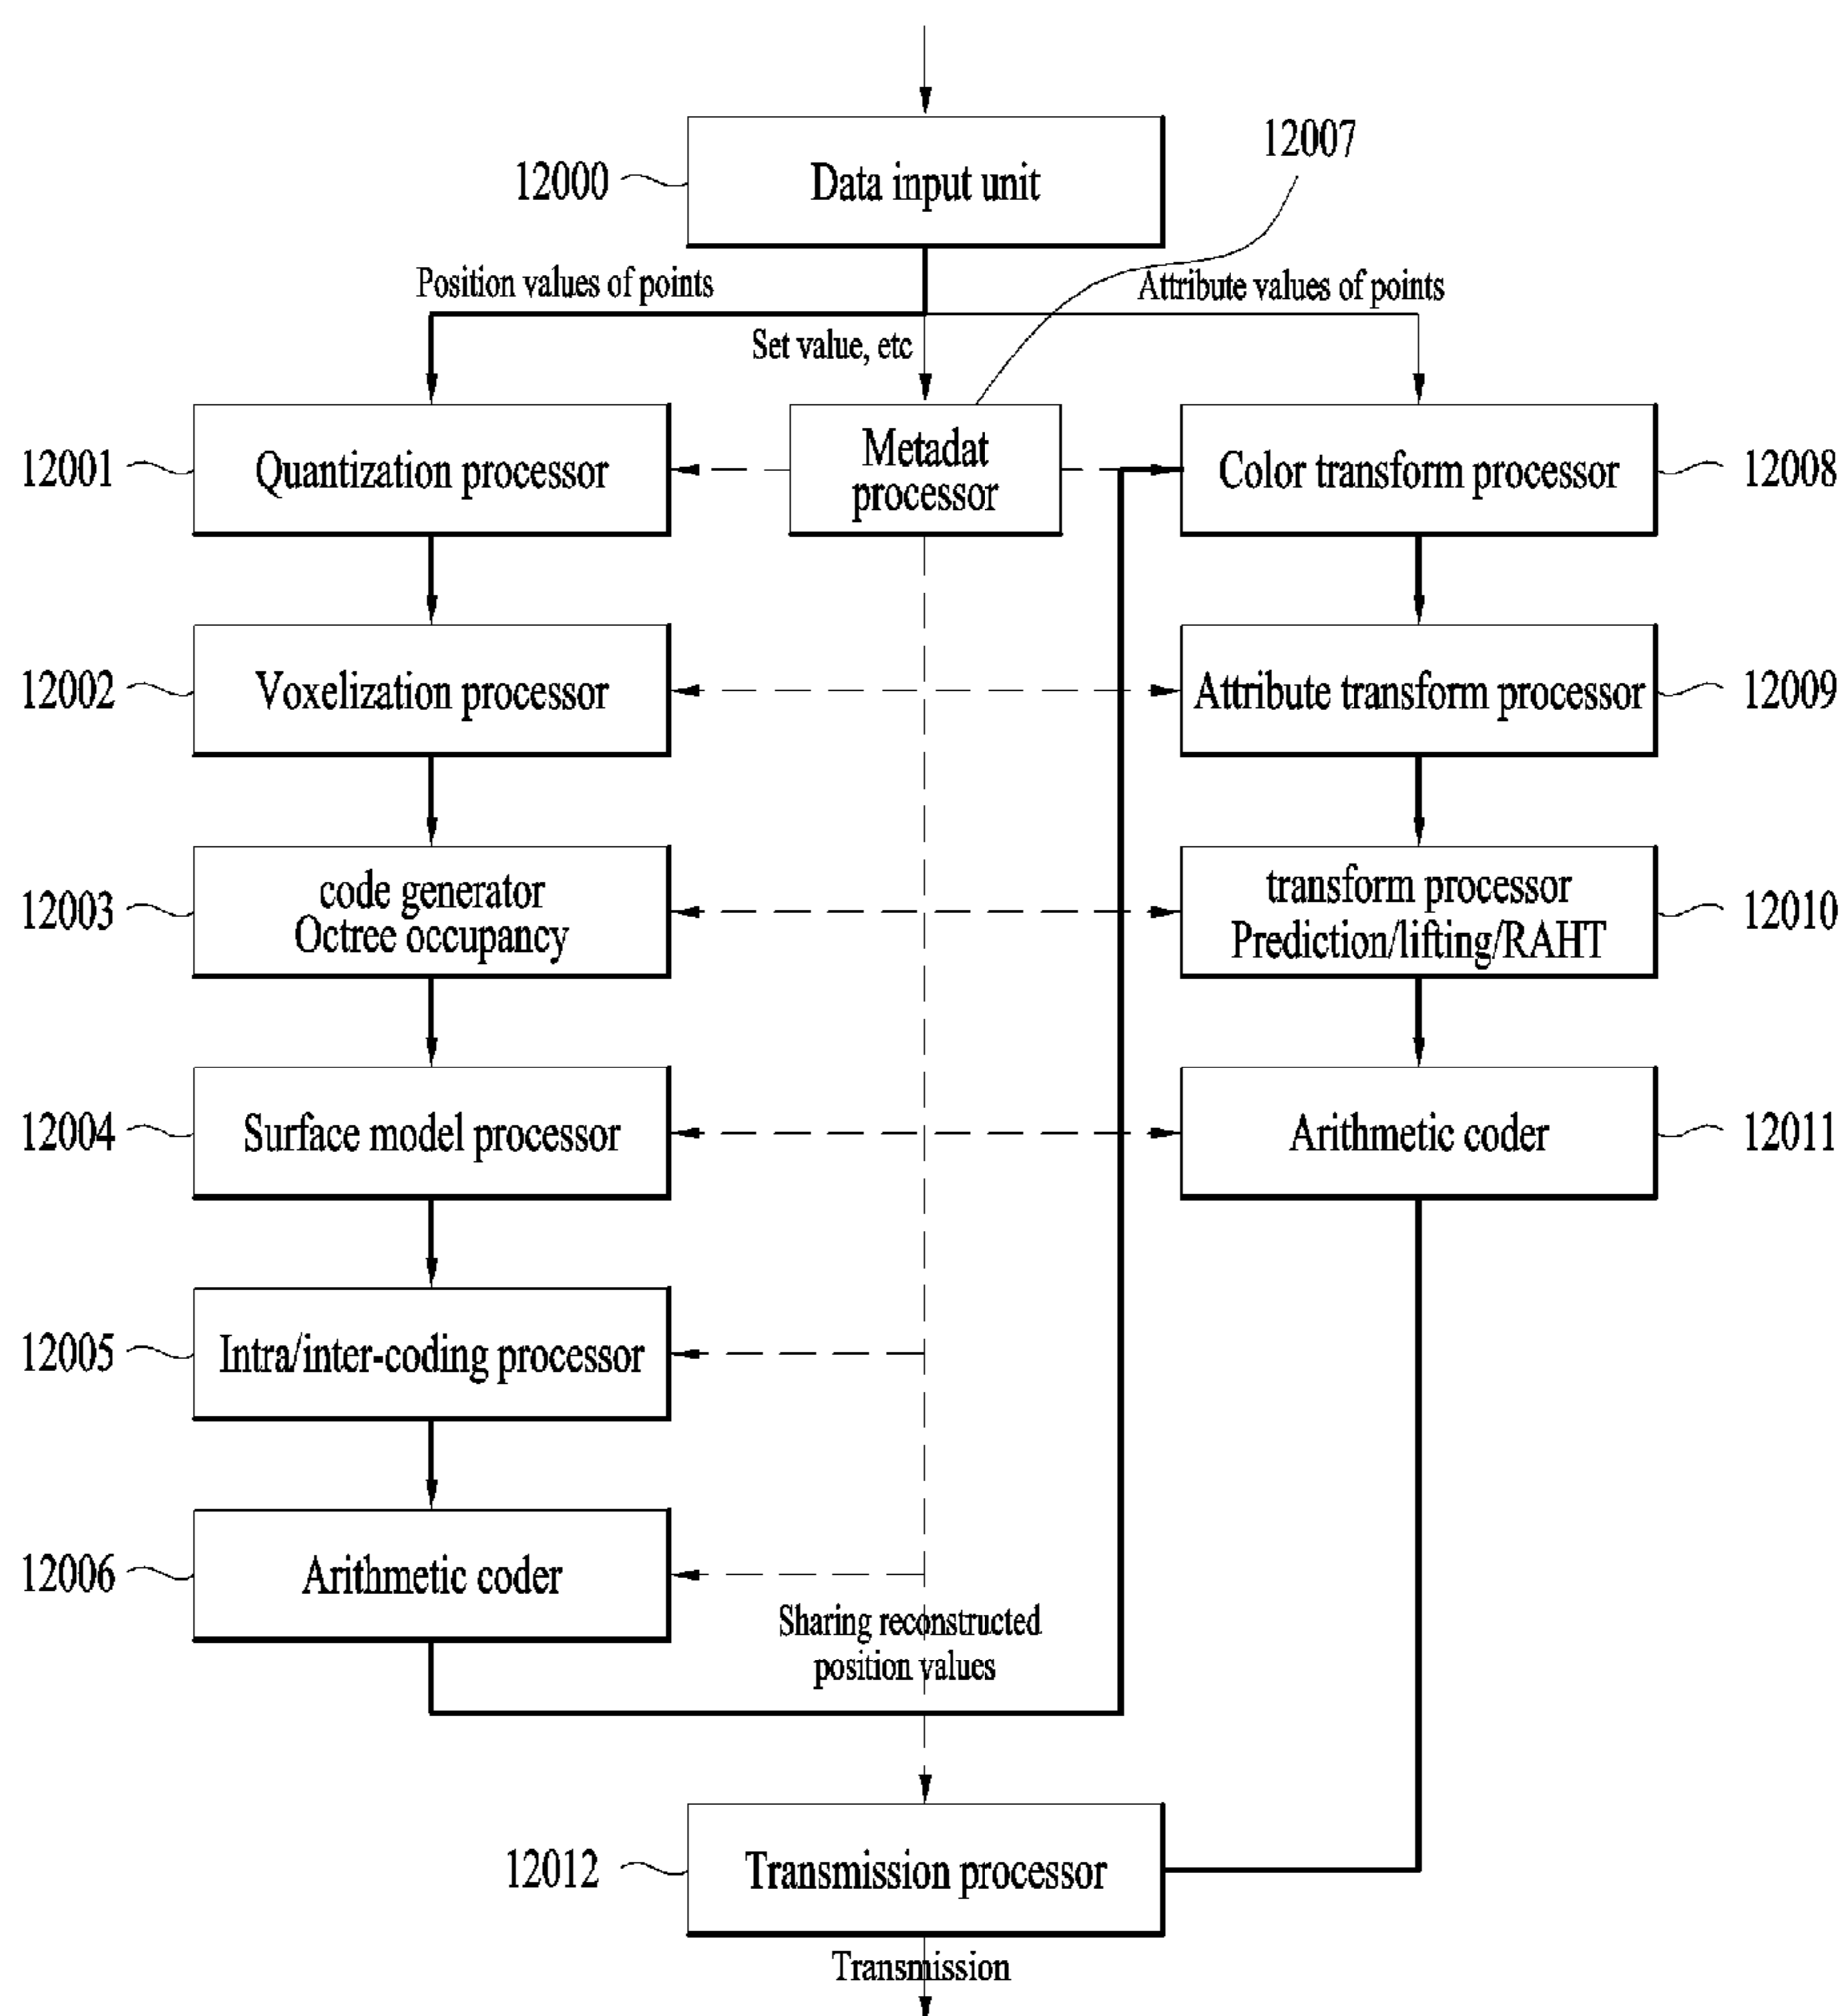 12007
12000
Data input unit
Position values of points
Attribute values of points
Set value, etc
12001
Quantization processor
Metadat
processor
Color transform processor
12008
12002
Voxelization processor
Attribute transform processor
12009
12003
code generator
Octree occupancy
transform processor
Prediction/lifting/RAHT
12010
12004
Surface model processor
Arithmetic coder
12011
12005
Intra/inter-coding processor
12006
Arithmetic coder
Sharing reconstructed
position values
12012
Transmission processor
Transmission